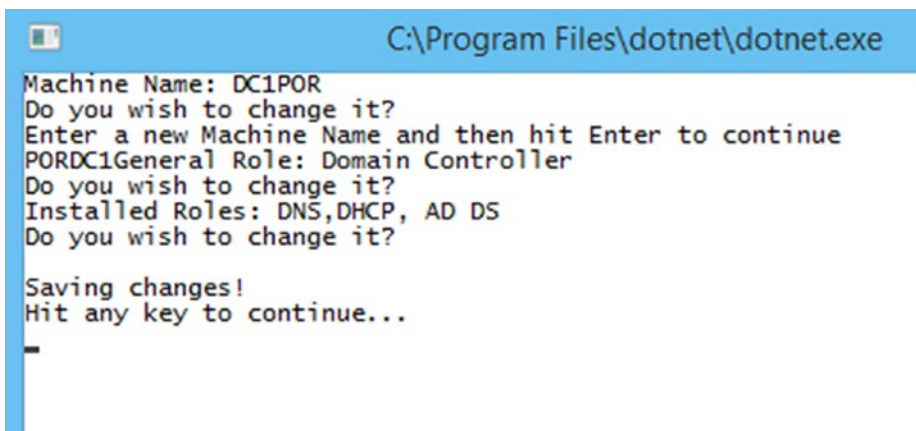 C:\Program Files\dotnet\dotnet.exe
Machine Name: DC1POR
Do you wish to change it?
Enter a new Machine Name and then hit Enter to continue
PORDC1General Role: Domain Controller
Do you wish to change it?
Installed Roles: DNS,DHCP, AD DS
Do you wish to change it?
Saving changes!
Hit any key to continue...